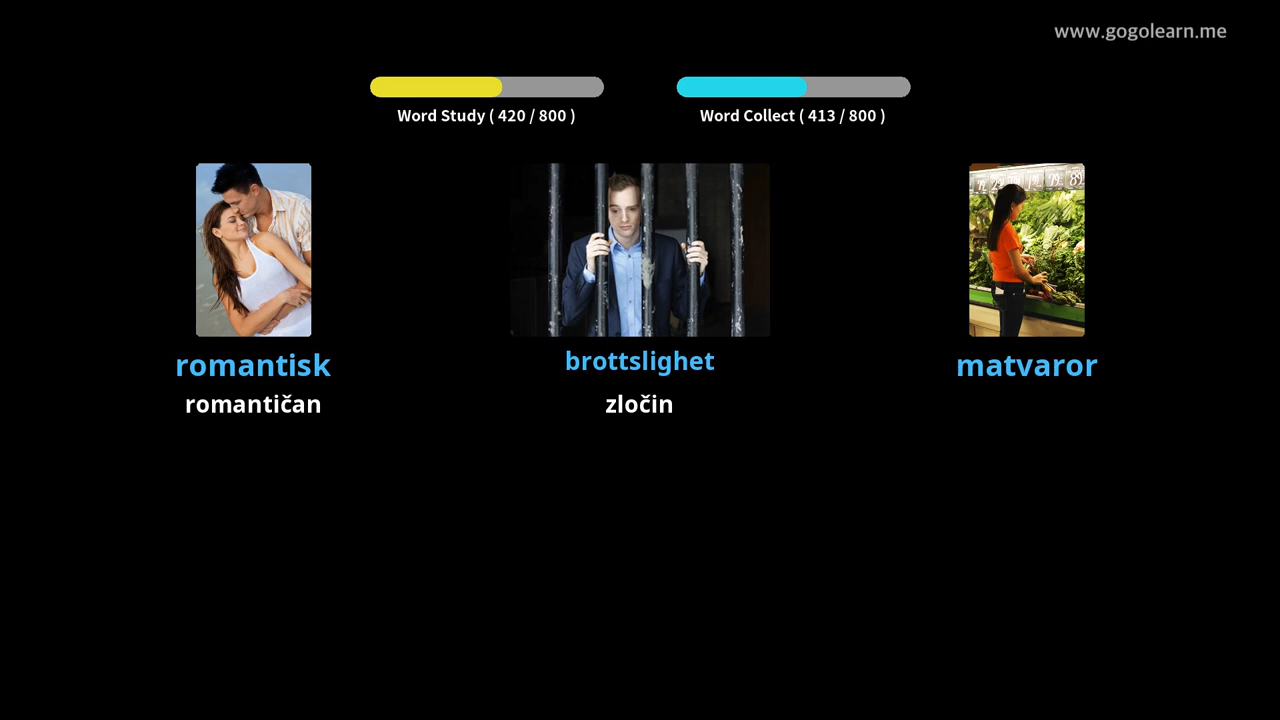 www.gogolearn.me
Word Study ( 420 / 800 )
Word Collect ( 413 / 800 )
romantisk
romantičan
brottslighet
zločin
matvaror